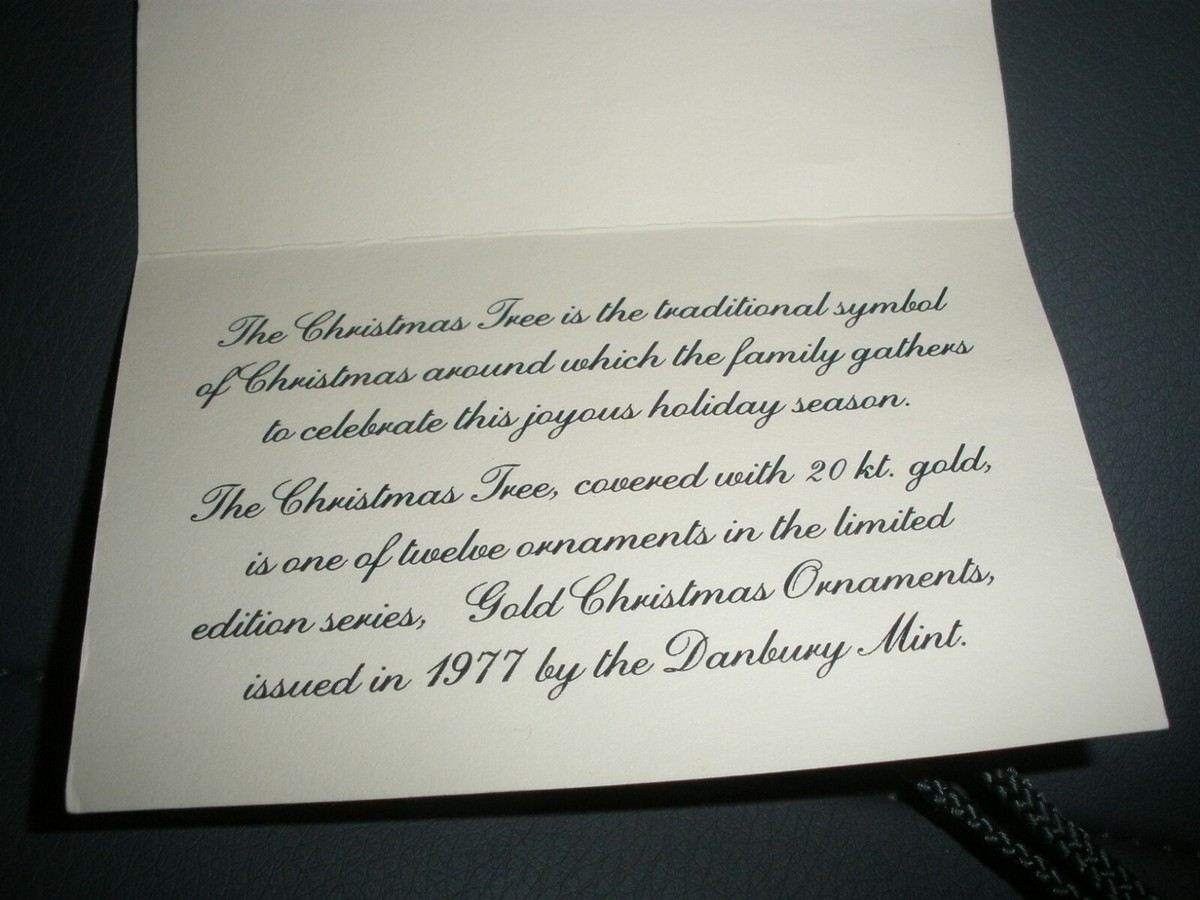 The Christmas Tree is the traditional symbol
of Christmas around which the family gathers
to celebrate this joyous holiday season.
The Christmas Tree, covered with 20 kt. gold,
is one of twelve ornaments in the limited
edition series, Gold Christmas Ornaments,
issued in 1977 by the Danbury Mint.